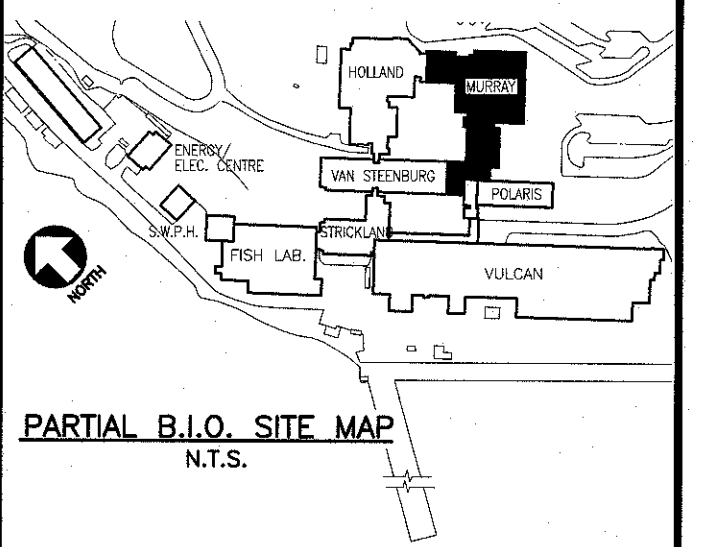 HOLLAND
MURRAY
ENERGY/
ELEC. CENTRE
VAN STEENBURG
POLARIS
S.W.P.H.
STRICKLAND
FISH LAB.
VULCAN
NORTH
PARTIAL B.I.O. SITE MAP
N.T.S.